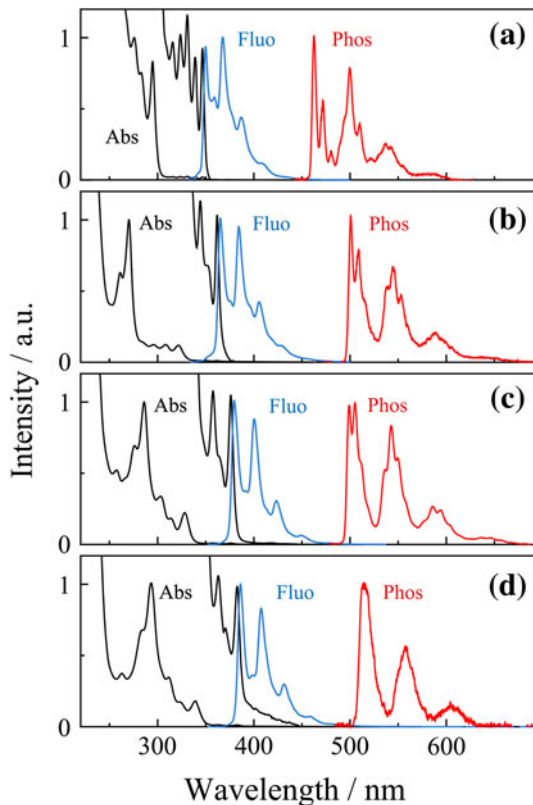 1
(a)
Fluo
Phos
Abs
0
1
(b)
Abs
Fluo
Phos
0
1
(c)
Abs
Fluo
Phos
0
1
(d)
Abs
Fluo
Phos
0
300 400 500 600
Intensity / a.u.
Wavelength / nm